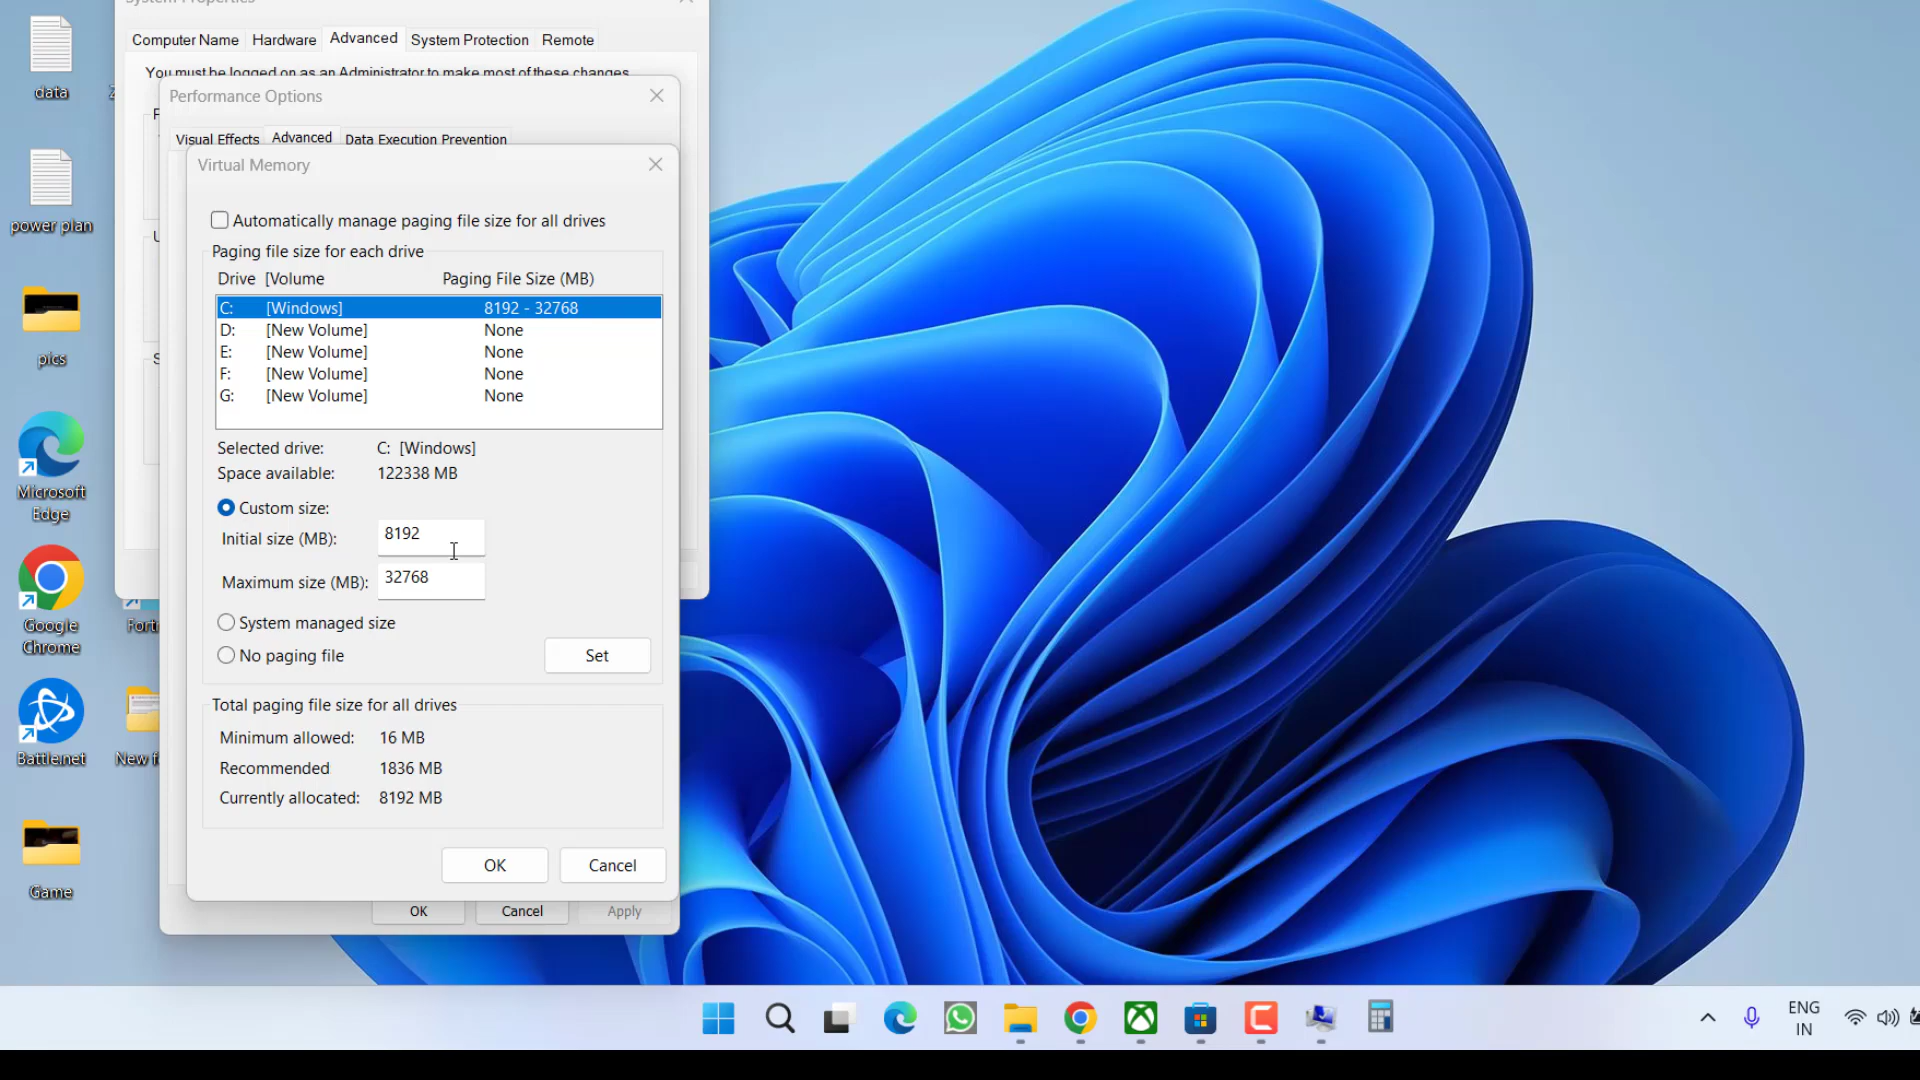 System Properties
Computer Name Hardware Advanced System Protection Remote
You must be logged on as an Administrator to make most of these changes.
Performance Options
Visual Effects Advanced Data Execution Prevention
Virtual Memory
Automatically manage paging file size for all drives
Paging file size for each drive
Drive [Volume Paging File Size (MB)
C: [Windows] 8192 - 32768
D: [New Volume] None
E: [New Volume] None
F: [New Volume] None
G: [New Volume] None
Selected drive: C: [Windows]
Space available: 122338 MB
Custom size:
Initial size (MB): 8192
Maximum size (MB): 32768
System managed size
No paging file
Set
Total paging file size for all drives
Minimum allowed: 16 MB
Recommended 1836 MB
Currently allocated: 8192 MB
OK Cancel
OK Cancel Apply
data
power plan
pics
Microsoft
Edge
Google
Chrome
Fort
Battle.net
New f
Game
ENG
IN